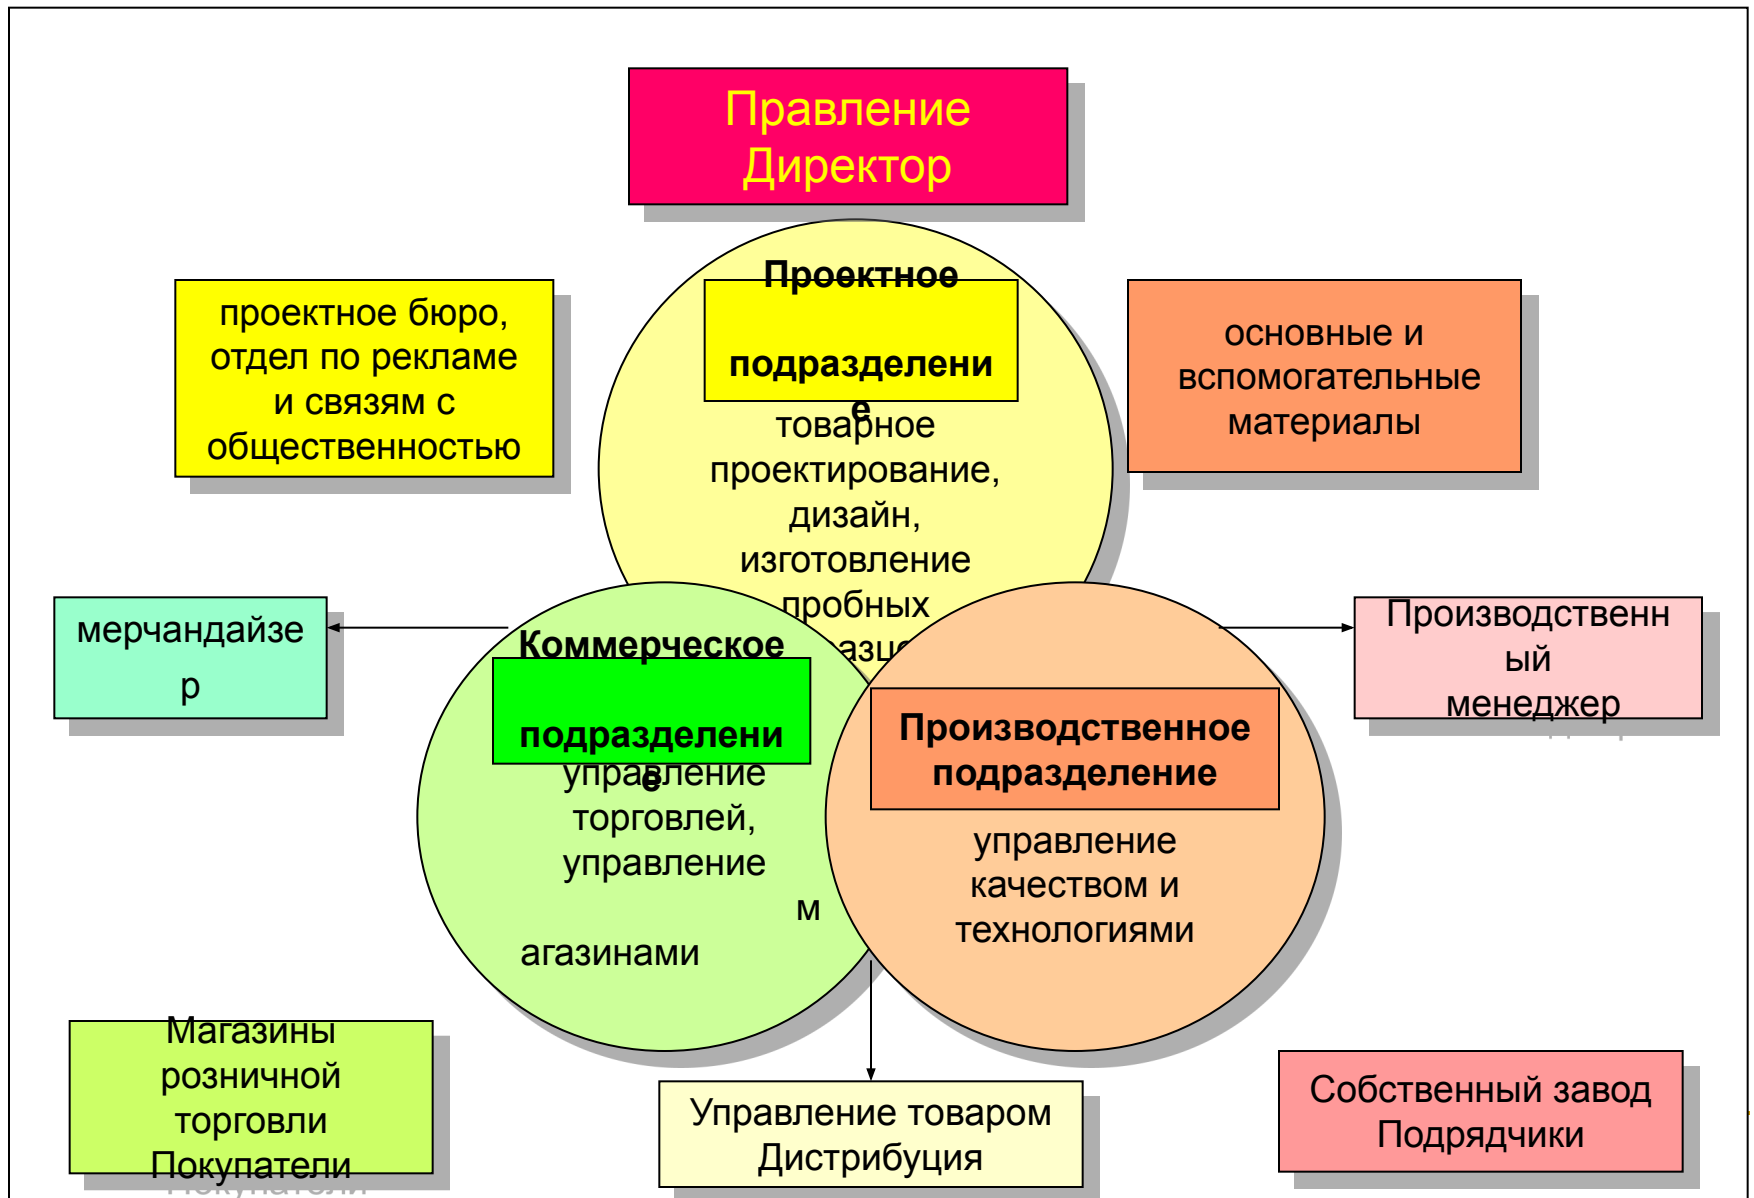 Правление
Директор
Проектное
подразделени
е
товарное
проектирование,
дизайн,
изготовление
пробных
проектное бюро,
отдел по рекламе
и связям с
общественностью
основные и
вспомогательные
материалы
мерчандайзе
р
Коммерческое
подразделени
е
управление
торговлей,
управление
м
агазинами
Производственное
подразделение
управление
качеством и
технологиями
Производственн
ый
менеджер
Магазины
розничной
торговли
Покупатели
Управление товаром
Дистрибуция
Собственный завод
Подрядчики